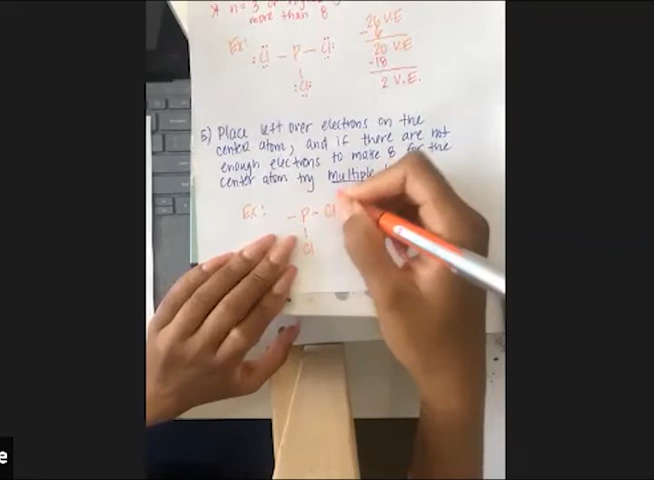 * n = 3 or
more than 8
Ex: :Cl - P - Cl:
:Cl:
26 V.E
- 6
20 V.E
-18
2 V.E.
5) Place left over electrons on the
center atom, and if there are not
enough electrons to make 8 for the
center atom try multiple
Ex: - P - Cl
Cl
e